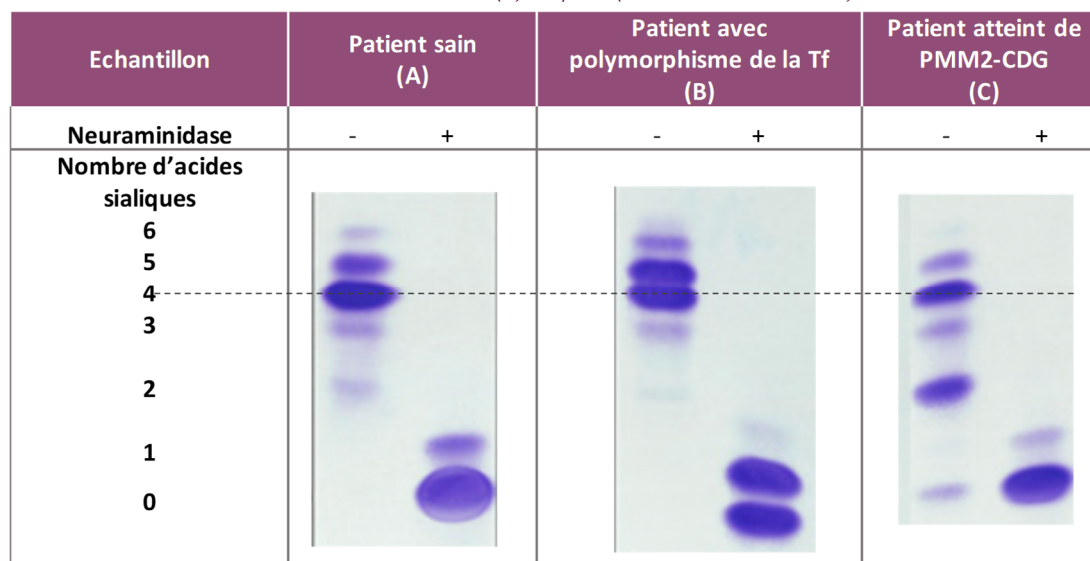 Echantillon
Patient sain
(A)
Patient avec
polymorphisme de la Tf
(B)
Patient atteint de
PMM2-CDG
(C)
Neuraminidase - + - + - +
Nombre d’acides
sialiques
6
5
4
3
2
1
0